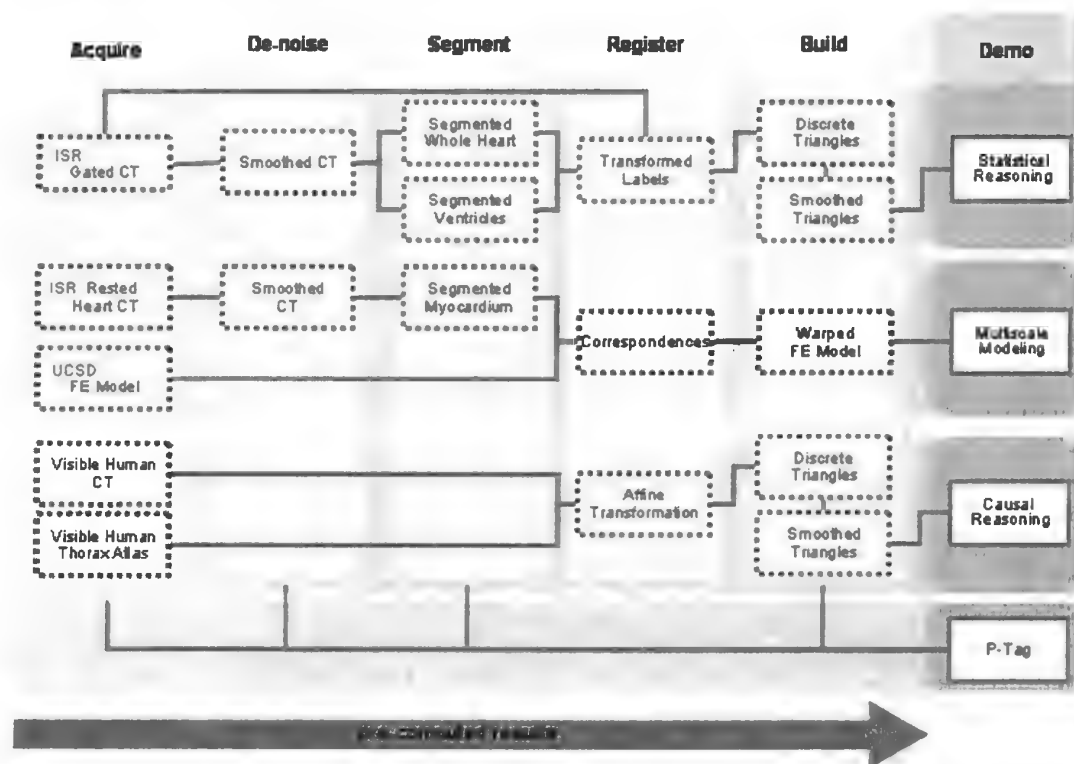 Acquire
De-noise
Segment
Register
Build
Demo
ISR
Gated CT
Smoothed CT
Segmented
Whole Heart
Segmented
Ventricles
Transformed
Labels
Discrete
Triangles
Smoothed
Triangles
Statistical
Reasoning
ISR Rested
Heart CT
Smoothed
CT
Segmented
Myocardium
UCSD
FE Model
Correspondences
Warped
FE Model
Multiscale
Modeling
Visible Human
CT
Visible Human
Thorax Atlas
Affine
Transformation
Discrete
Triangles
Smoothed
Triangles
Causal
Reasoning
P-Tag